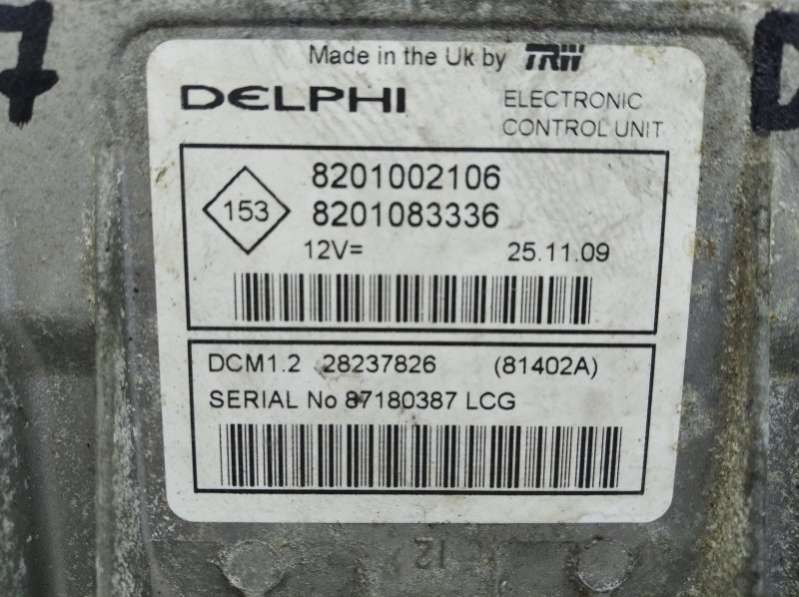 7
Made in the Uk by TRW
DELPHI
ELECTRONIC
CONTROL UNIT
153
8201002106
8201083336
12V=
25.11.09
DCM1.2 28237826 (81402A)
SERIAL No 87180387 LCG
12